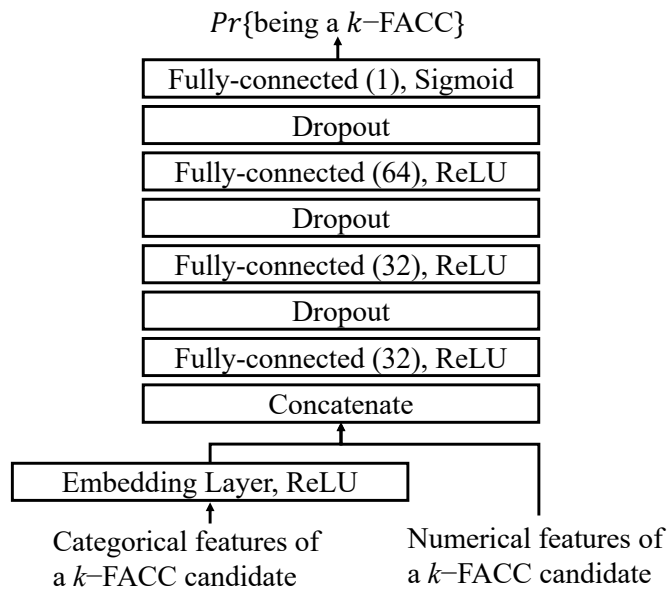 Pr{being a k−FACC}
Fully-connected (1), Sigmoid
Dropout
Fully-connected (64), ReLU
Dropout
Fully-connected (32), ReLU
Dropout
Fully-connected (32), ReLU
Concatenate
Embedding Layer, ReLU
Categorical features of
a k−FACC candidate
Numerical features of
a k−FACC candidate